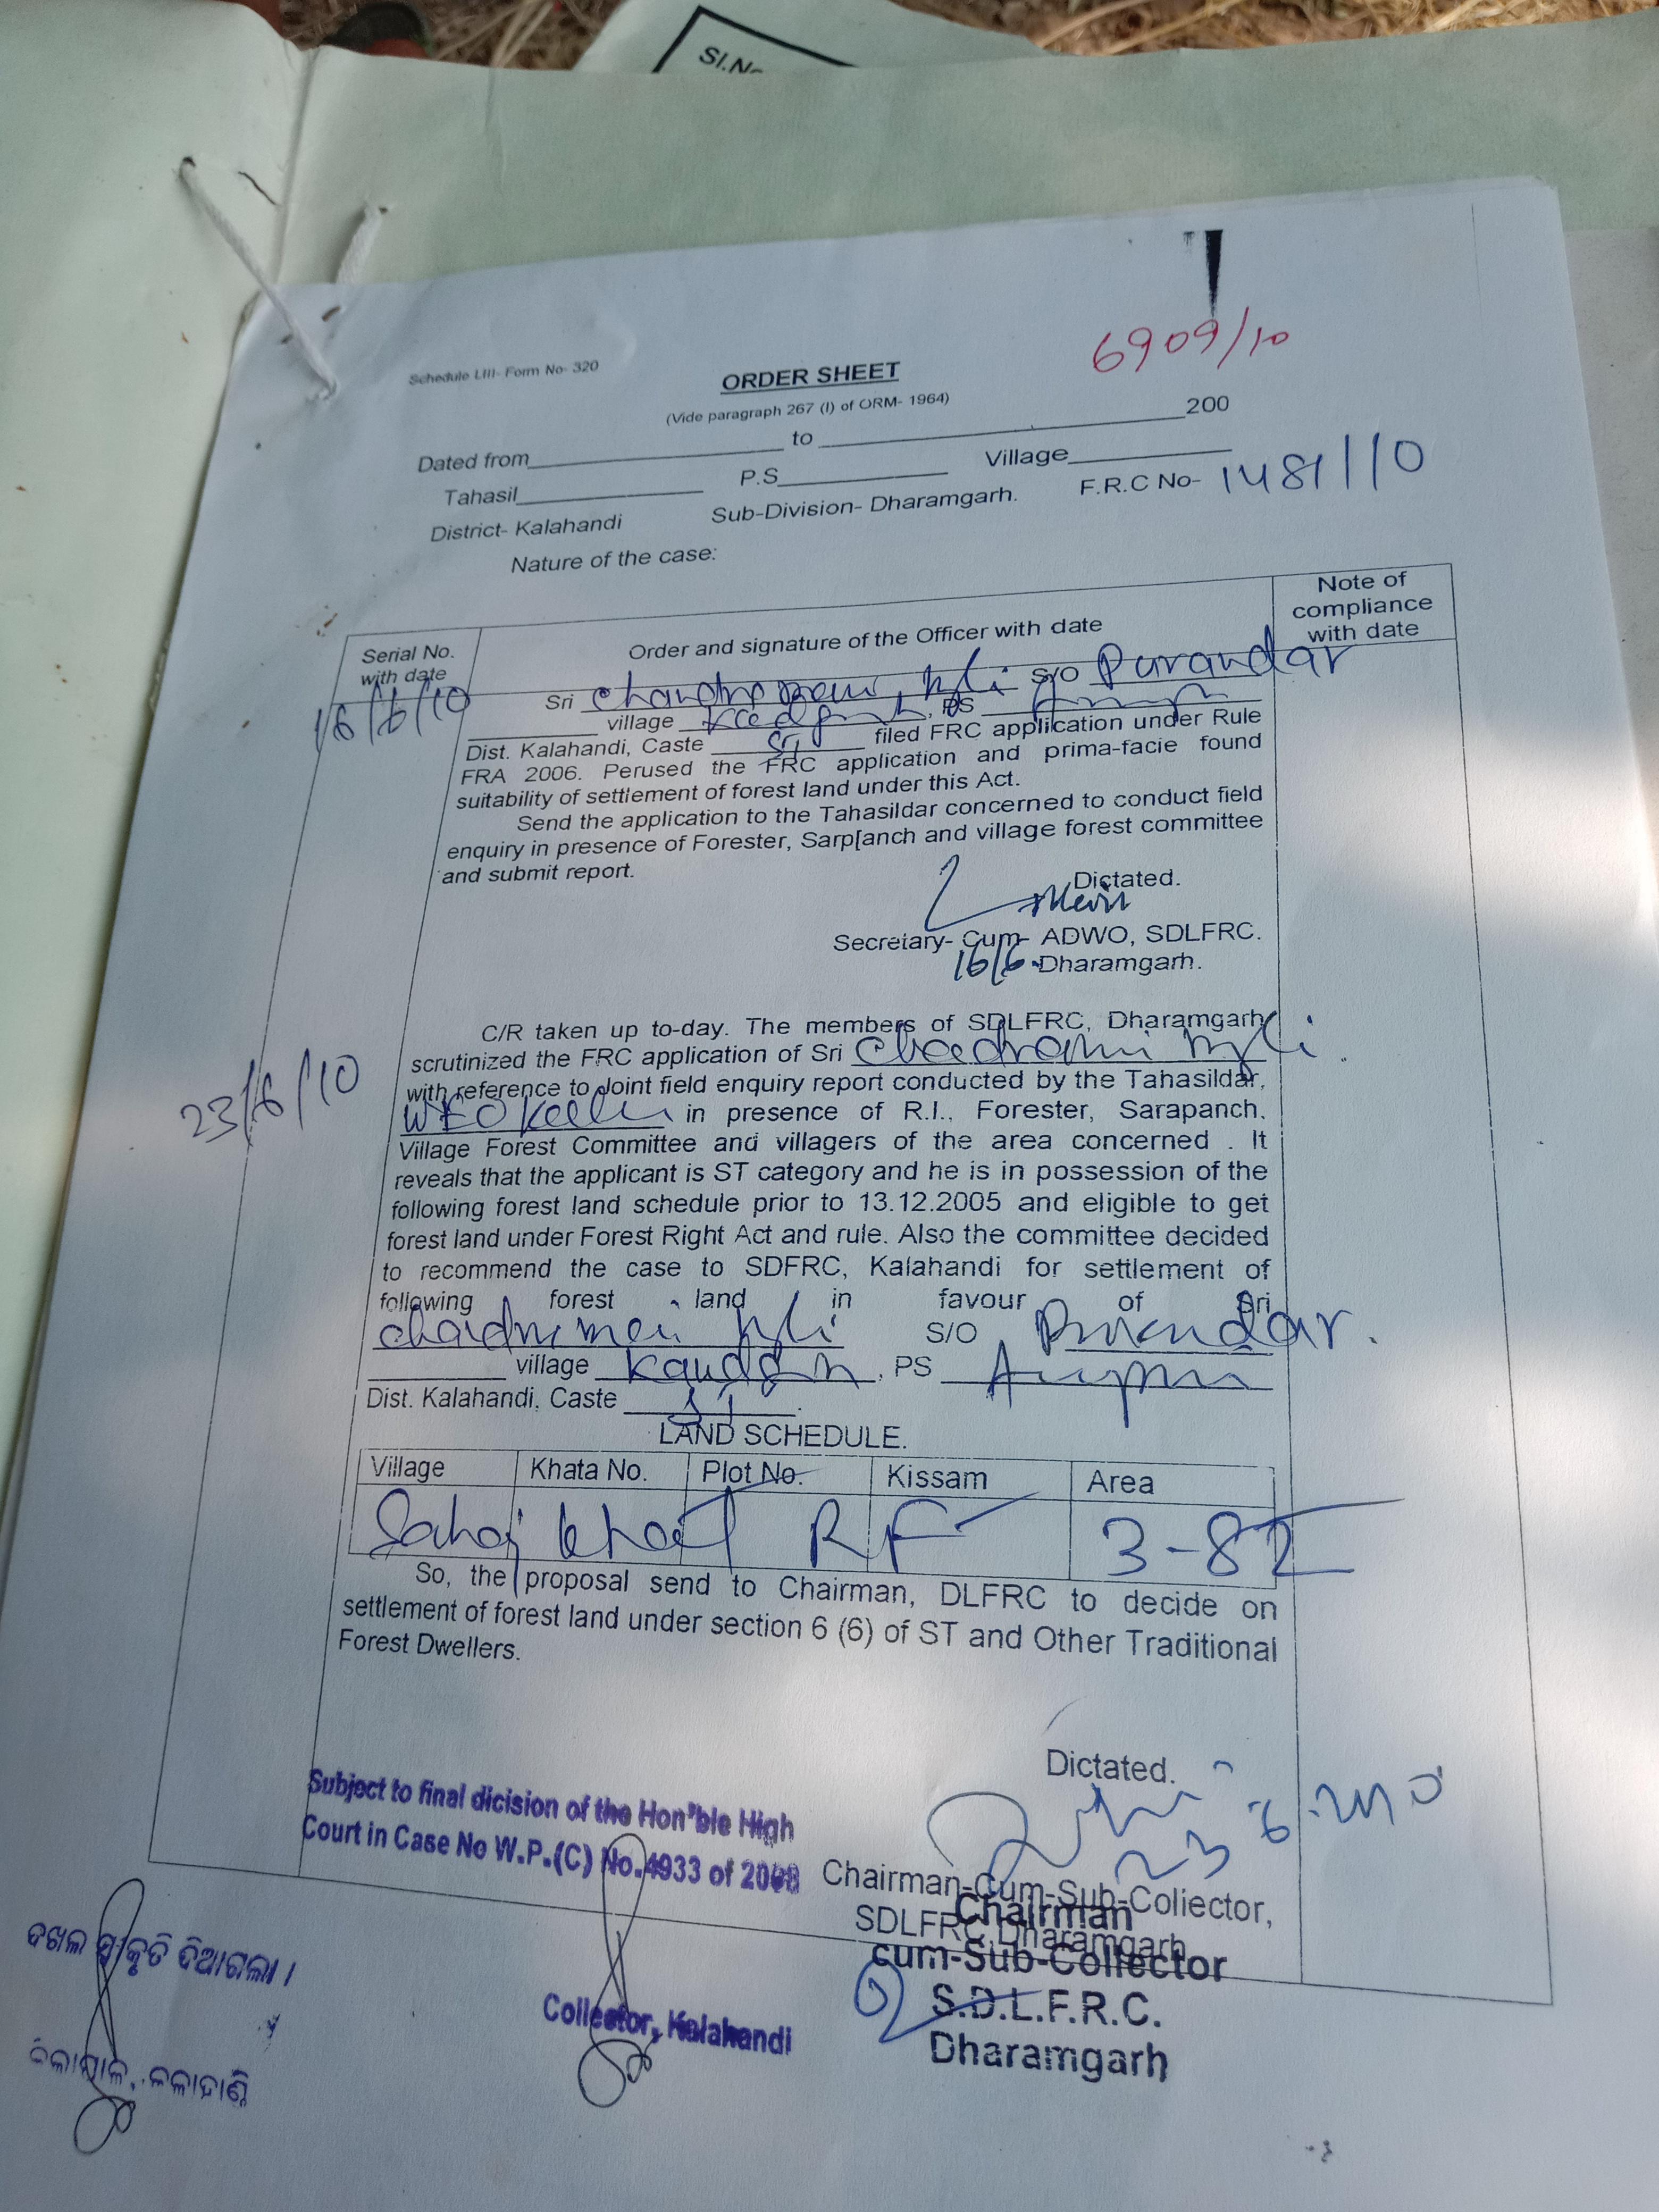 Sl.No
6909/10
Schedule LIII- Form No- 320
ORDER SHEET
(Vide paragraph 267 (I) of ORM- 1964)
Dated from to 200
Tahasil P.S Village
District- Kalahandi Sub-Division- Dharamgarh. F.R.C No- 1481/10
Nature of the case:
Serial No. with date
Order and signature of the Officer with date
Note of compliance with date
16/6/10
Sri S/O Purandar
village , PS
Dist. Kalahandi, Caste filed FRC application under Rule
FRA 2006. Perused the FRC application and prima-facie found
suitability of settlement of forest land under this Act.
Send the application to the Tahasildar concerned to conduct field
enquiry in presence of Forester, Sarp[anch and village forest committee
and submit report.
Dictated.
Secretary- Cum- ADWO, SDLFRC.
16/6 Dharamgarh.
23/6/10
C/R taken up to-day. The members of SDLFRC, Dharamgarh
scrutinized the FRC application of Sri
with reference to Joint field enquiry report conducted by the Tahasildar,
in presence of R.I., Forester, Sarapanch,
Village Forest Committee and villagers of the area concerned . It
reveals that the applicant is ST category and he is in possession of the
following forest land schedule prior to 13.12.2005 and eligible to get
forest land under Forest Right Act and rule. Also the committee decided
to recommend the case to SDFRC, Kalahandi for settlement of
following forest land in favour of Sri
S/O Purandar.
village , PS
Dist. Kalahandi, Caste
LAND SCHEDULE.
Village Khata No. Plot No. Kissam Area
RF 3-82
So, the proposal send to Chairman, DLFRC to decide on
settlement of forest land under section 6 (6) of ST and Other Traditional
Forest Dwellers.
Dictated.
23.6.2010
Subject to final dicision of the Hon"ble High
Court in Case No W.P.(C) No.4933 of 2008
Chairman-Cum-Sub-Collector,
SDLFRC,Dharamgarh
Chairman
cum-Sub-Collector
S.D.L.F.R.C.
Dharamgarh
Collector, Kalahandi
ଦଖଲ ସ୍ବୀକୃତି ଦିଆଗଲା ।
ଜିଲାପାଳ, କଳାହାଣ୍ଡି